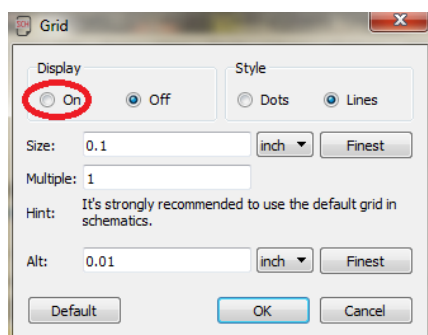 SCH Grid
Display
Style
On Off Dots Lines
Size: 0.1 inch Finest
Multiple: 1
Hint: It's strongly recommended to use the default grid in
schematics.
Alt: 0.01 inch Finest
Default OK Cancel